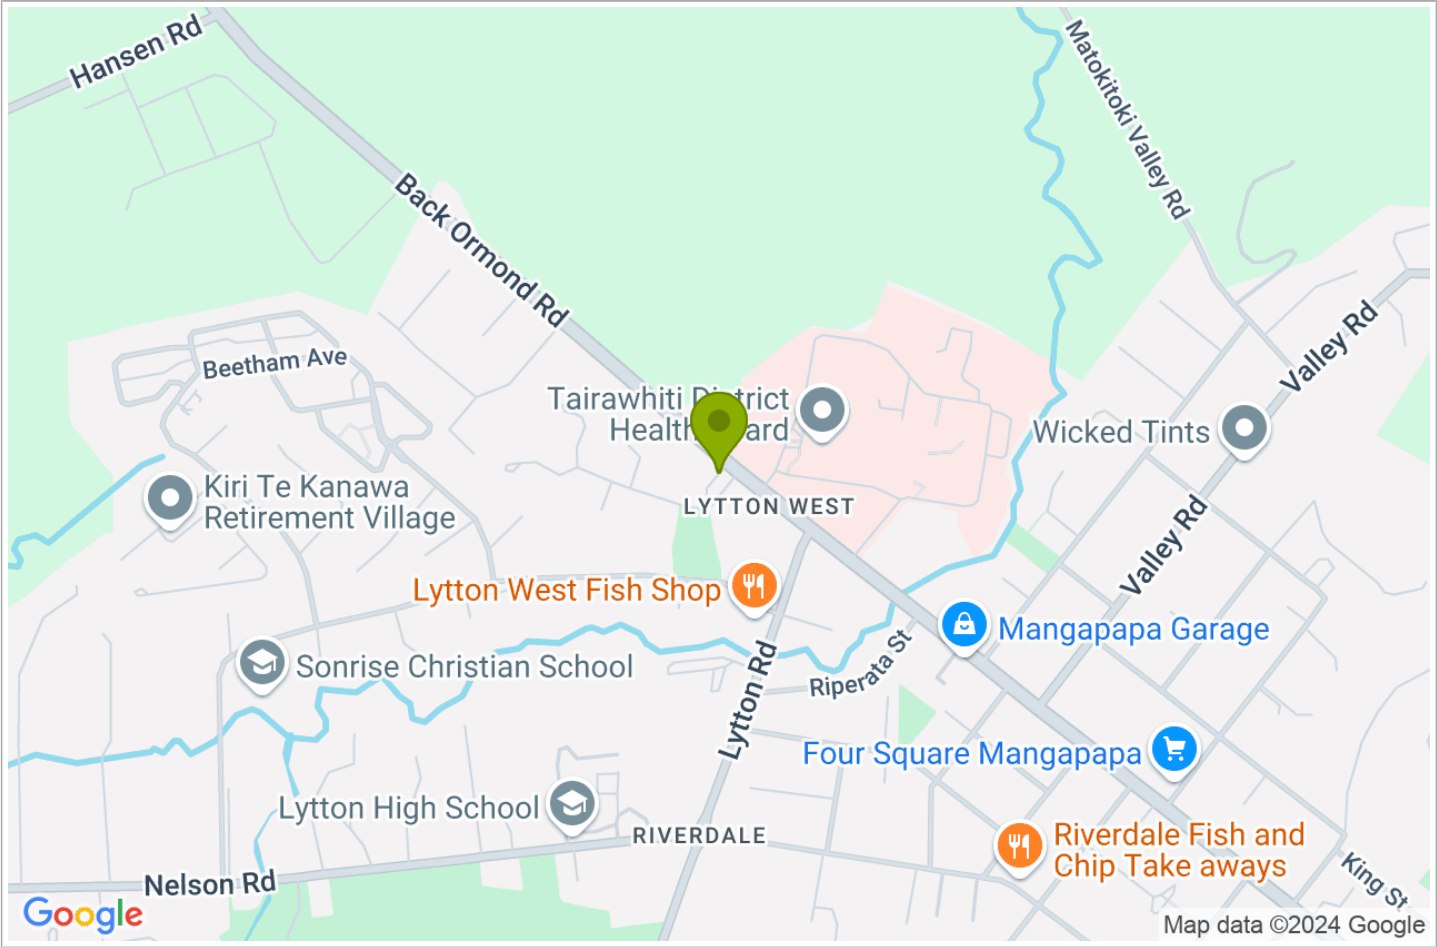 Hansen Rd
Matokitoki Valley Rd
Back Ormond Rd
Valley Rd
Beetham Ave
Tairawhiti District
Health Board
Wicked Tints
Kiri Te Kanawa
Retirement Village
LYTTON WEST
Valley Rd
Lytton West Fish Shop
Mangapapa Garage
Sonrise Christian School
Riperata St
Lytton Rd
Four Square Mangapapa
Lytton High School
RIVERDALE
Riverdale Fish and
Chip Take aways
King St
Nelson Rd
Google
Map data ©2024 Google